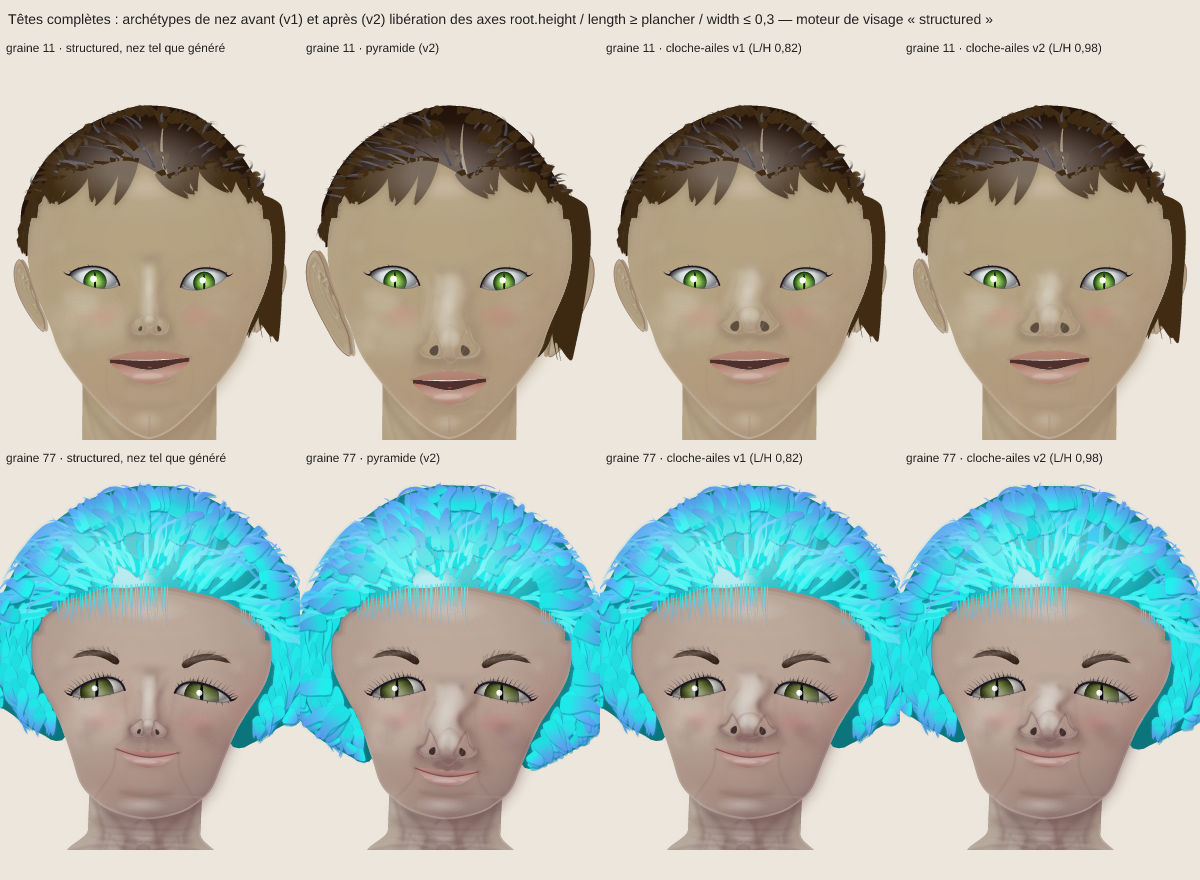 Têtes complètes : archétypes de nez avant (v1) et après (v2) libération des axes root.height / length ≥ plancher / width ≤ 0,3 — moteur de visage « structured »
graine 11 · structured, nez tel que généré
graine 11 · pyramide (v2)
graine 11 · cloche-ailes v1 (L/H 0,82)
graine 11 · cloche-ailes v2 (L/H 0,98)
graine 77 · structured, nez tel que généré
graine 77 · pyramide (v2)
graine 77 · cloche-ailes v1 (L/H 0,82)
graine 77 · cloche-ailes v2 (L/H 0,98)